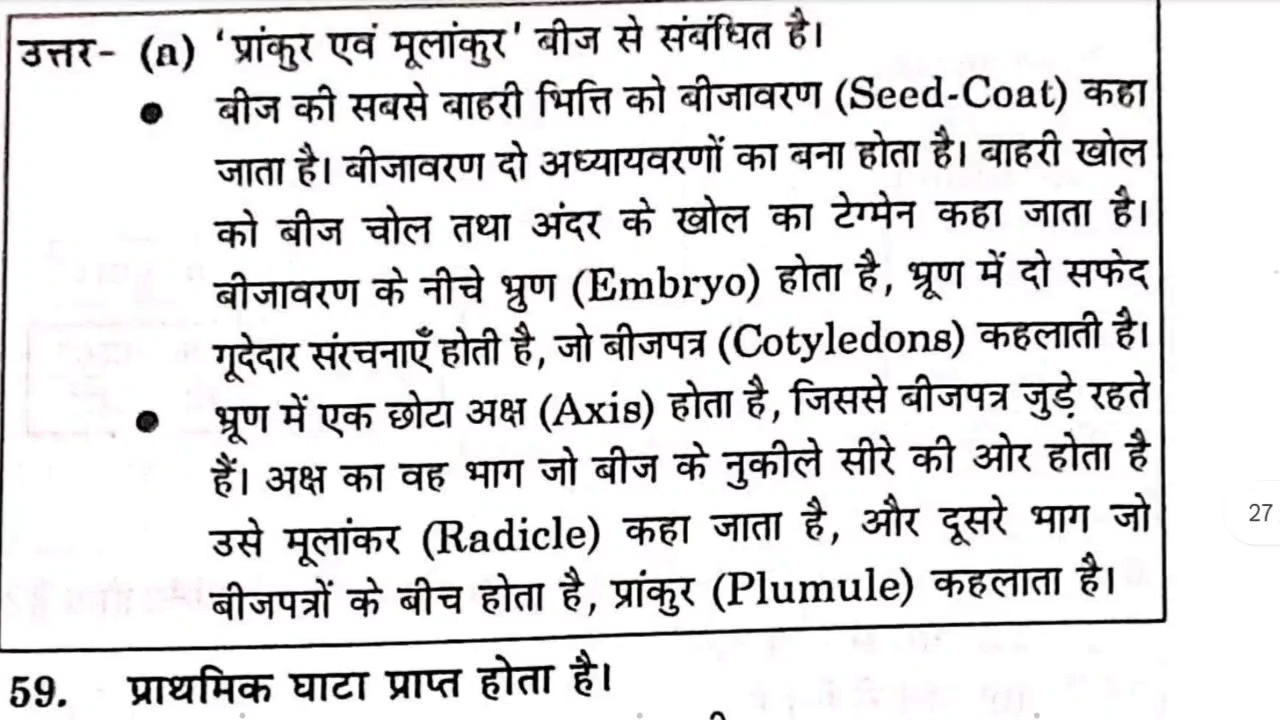 उत्तर- (a) 'प्रांकुर एवं मूलांकुर' बीज से संबंधित है।
● बीज की सबसे बाहरी भित्ति को बीजावरण (Seed-Coat) कहा
जाता है। बीजावरण दो अध्यायवरणों का बना होता है। बाहरी खोल
को बीज चोल तथा अंदर के खोल का टेग्मेन कहा जाता है।
बीजावरण के नीचे भ्रुण (Embryo) होता है, भ्रूण में दो सफेद
गूदेदार संरचनाएँ होती है, जो बीजपत्र (Cotyledons) कहलाती है।
● भ्रूण में एक छोटा अक्ष (Axis) होता है, जिससे बीजपत्र जुड़े रहते
हैं। अक्ष का वह भाग जो बीज के नुकीले सीरे की ओर होता है
उसे मूलांकर (Radicle) कहा जाता है, और दूसरे भाग जो
बीजपत्रों के बीच होता है, प्रांकुर (Plumule) कहलाता है।
27
59. प्राथमिक घाटा प्राप्त होता है।